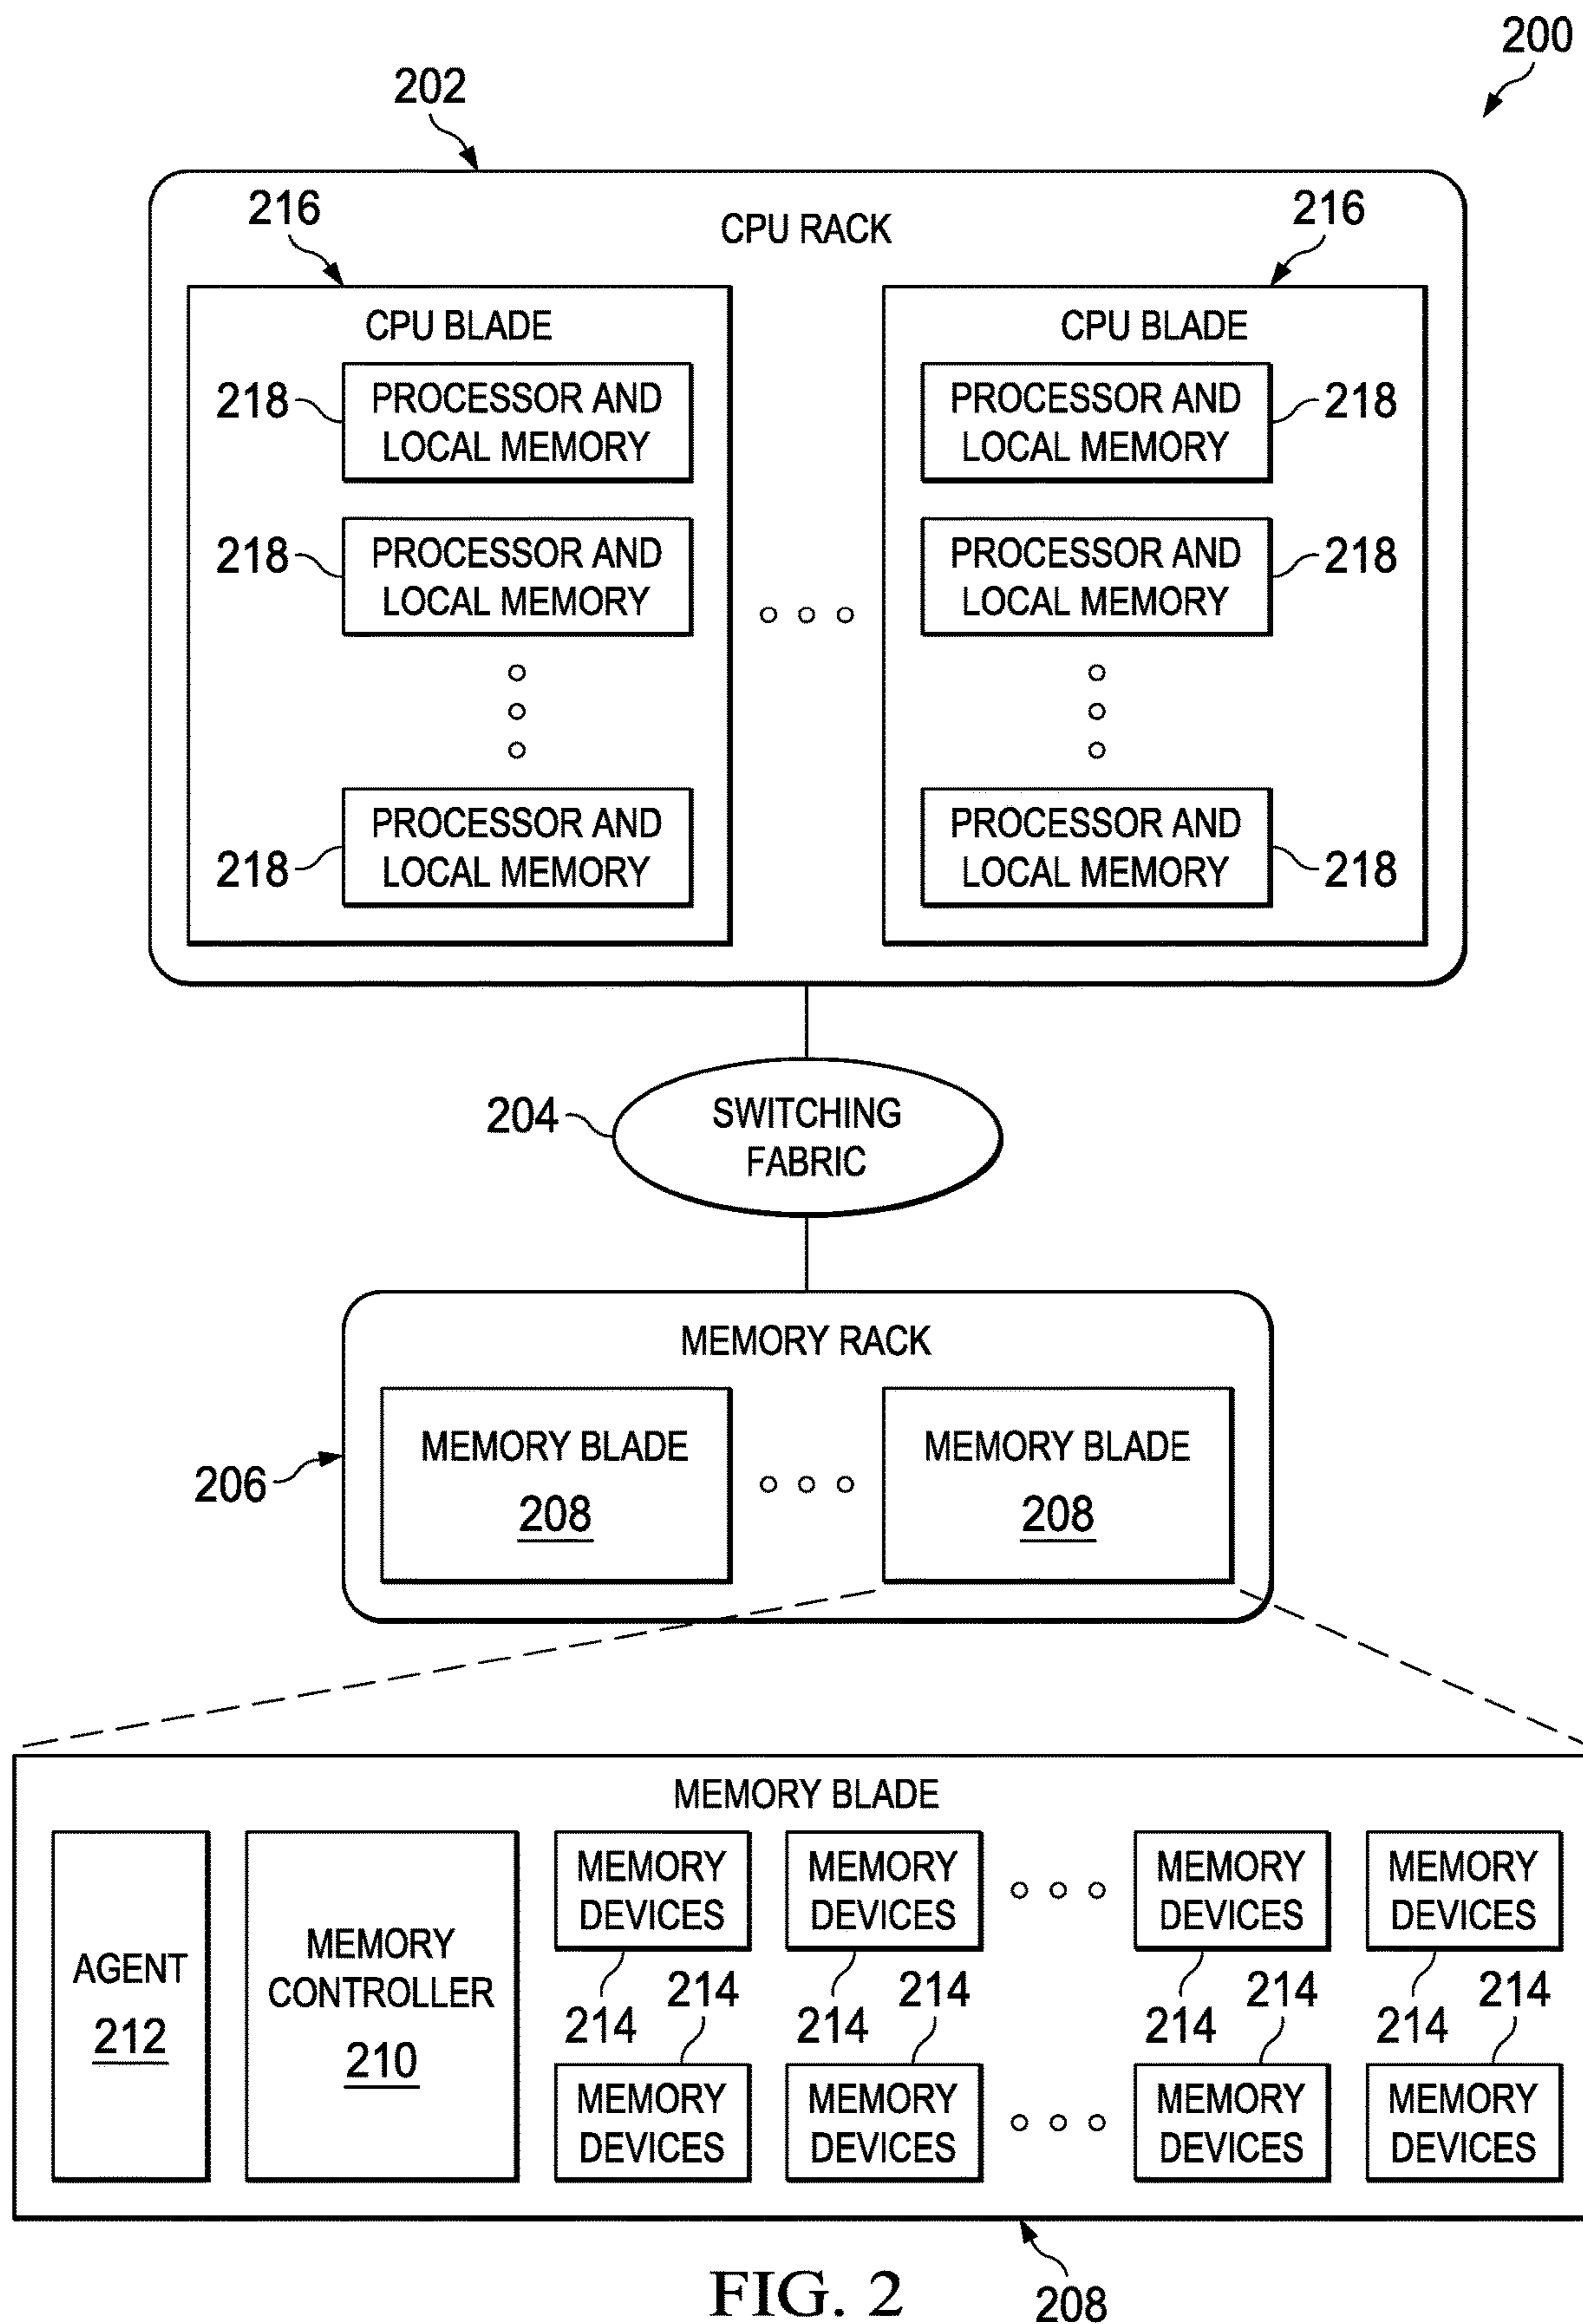 200
202
CPU RACK
216
216
CPU BLADE
CPU BLADE
218
PROCESSOR AND
LOCAL MEMORY
PROCESSOR AND
LOCAL MEMORY
218
218
PROCESSOR AND
LOCAL MEMORY
PROCESSOR AND
LOCAL MEMORY
218
218
PROCESSOR AND
LOCAL MEMORY
PROCESSOR AND
LOCAL MEMORY
218
204
SWITCHING
FABRIC
MEMORY RACK
206
MEMORY BLADE
208
MEMORY BLADE
208
MEMORY BLADE
AGENT
212
MEMORY
CONTROLLER
210
MEMORY
DEVICES
MEMORY
DEVICES
MEMORY
DEVICES
MEMORY
DEVICES
214
214
214
214
214
214
214
214
MEMORY
DEVICES
MEMORY
DEVICES
MEMORY
DEVICES
MEMORY
DEVICES
208
FIG. 2